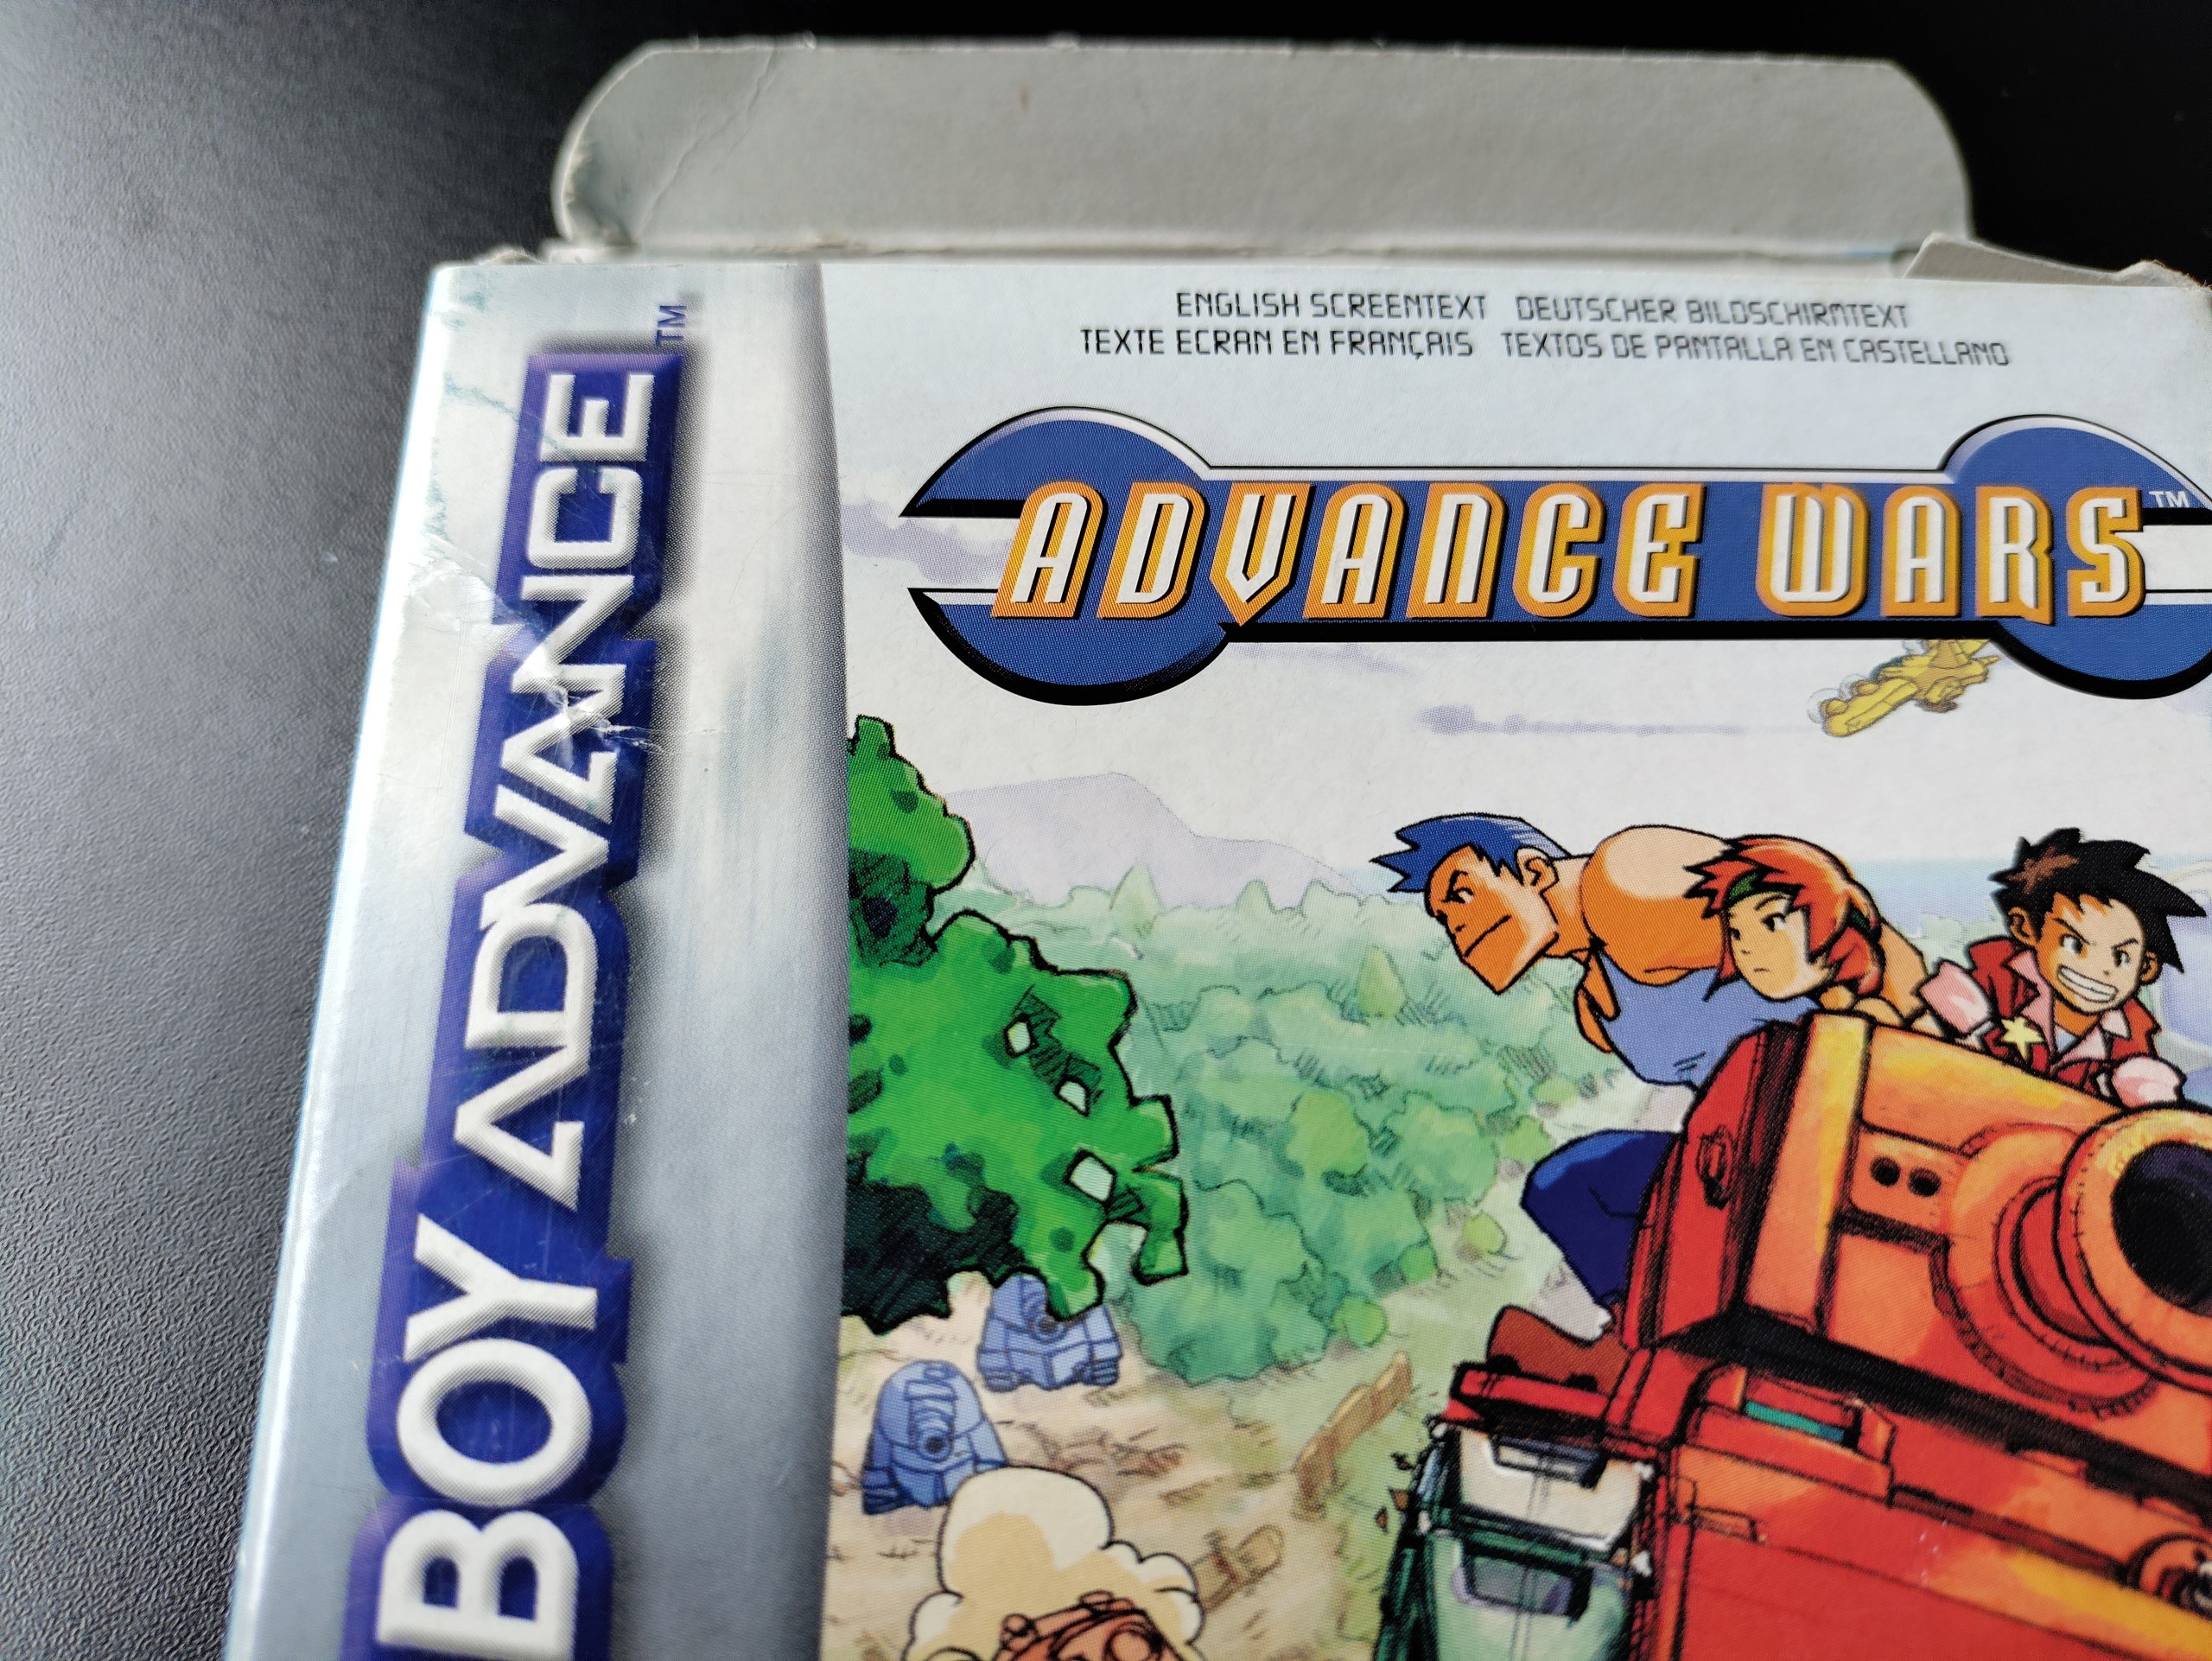 ENGLISH SCREENTEXT DEUTSCHER BILDSCHIRMTEXT
TEXTE ECRAN EN FRANÇAIS TEXTOS DE PANTALLA EN CASTELLANO
ADVANCE WARS™
BOY ADVANCE™